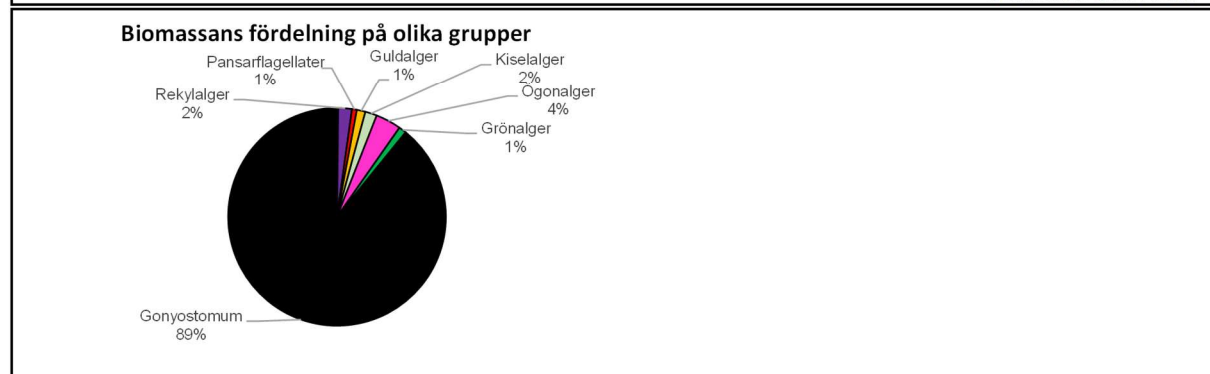 Biomassans fördelning på olika grupper
Pansarflagellater
1%
Guldalger
1%
Kiselalger
2%
Rekylalger
2%
Ögonalger
4%
Grönalger
1%
Gonyostomum
89%